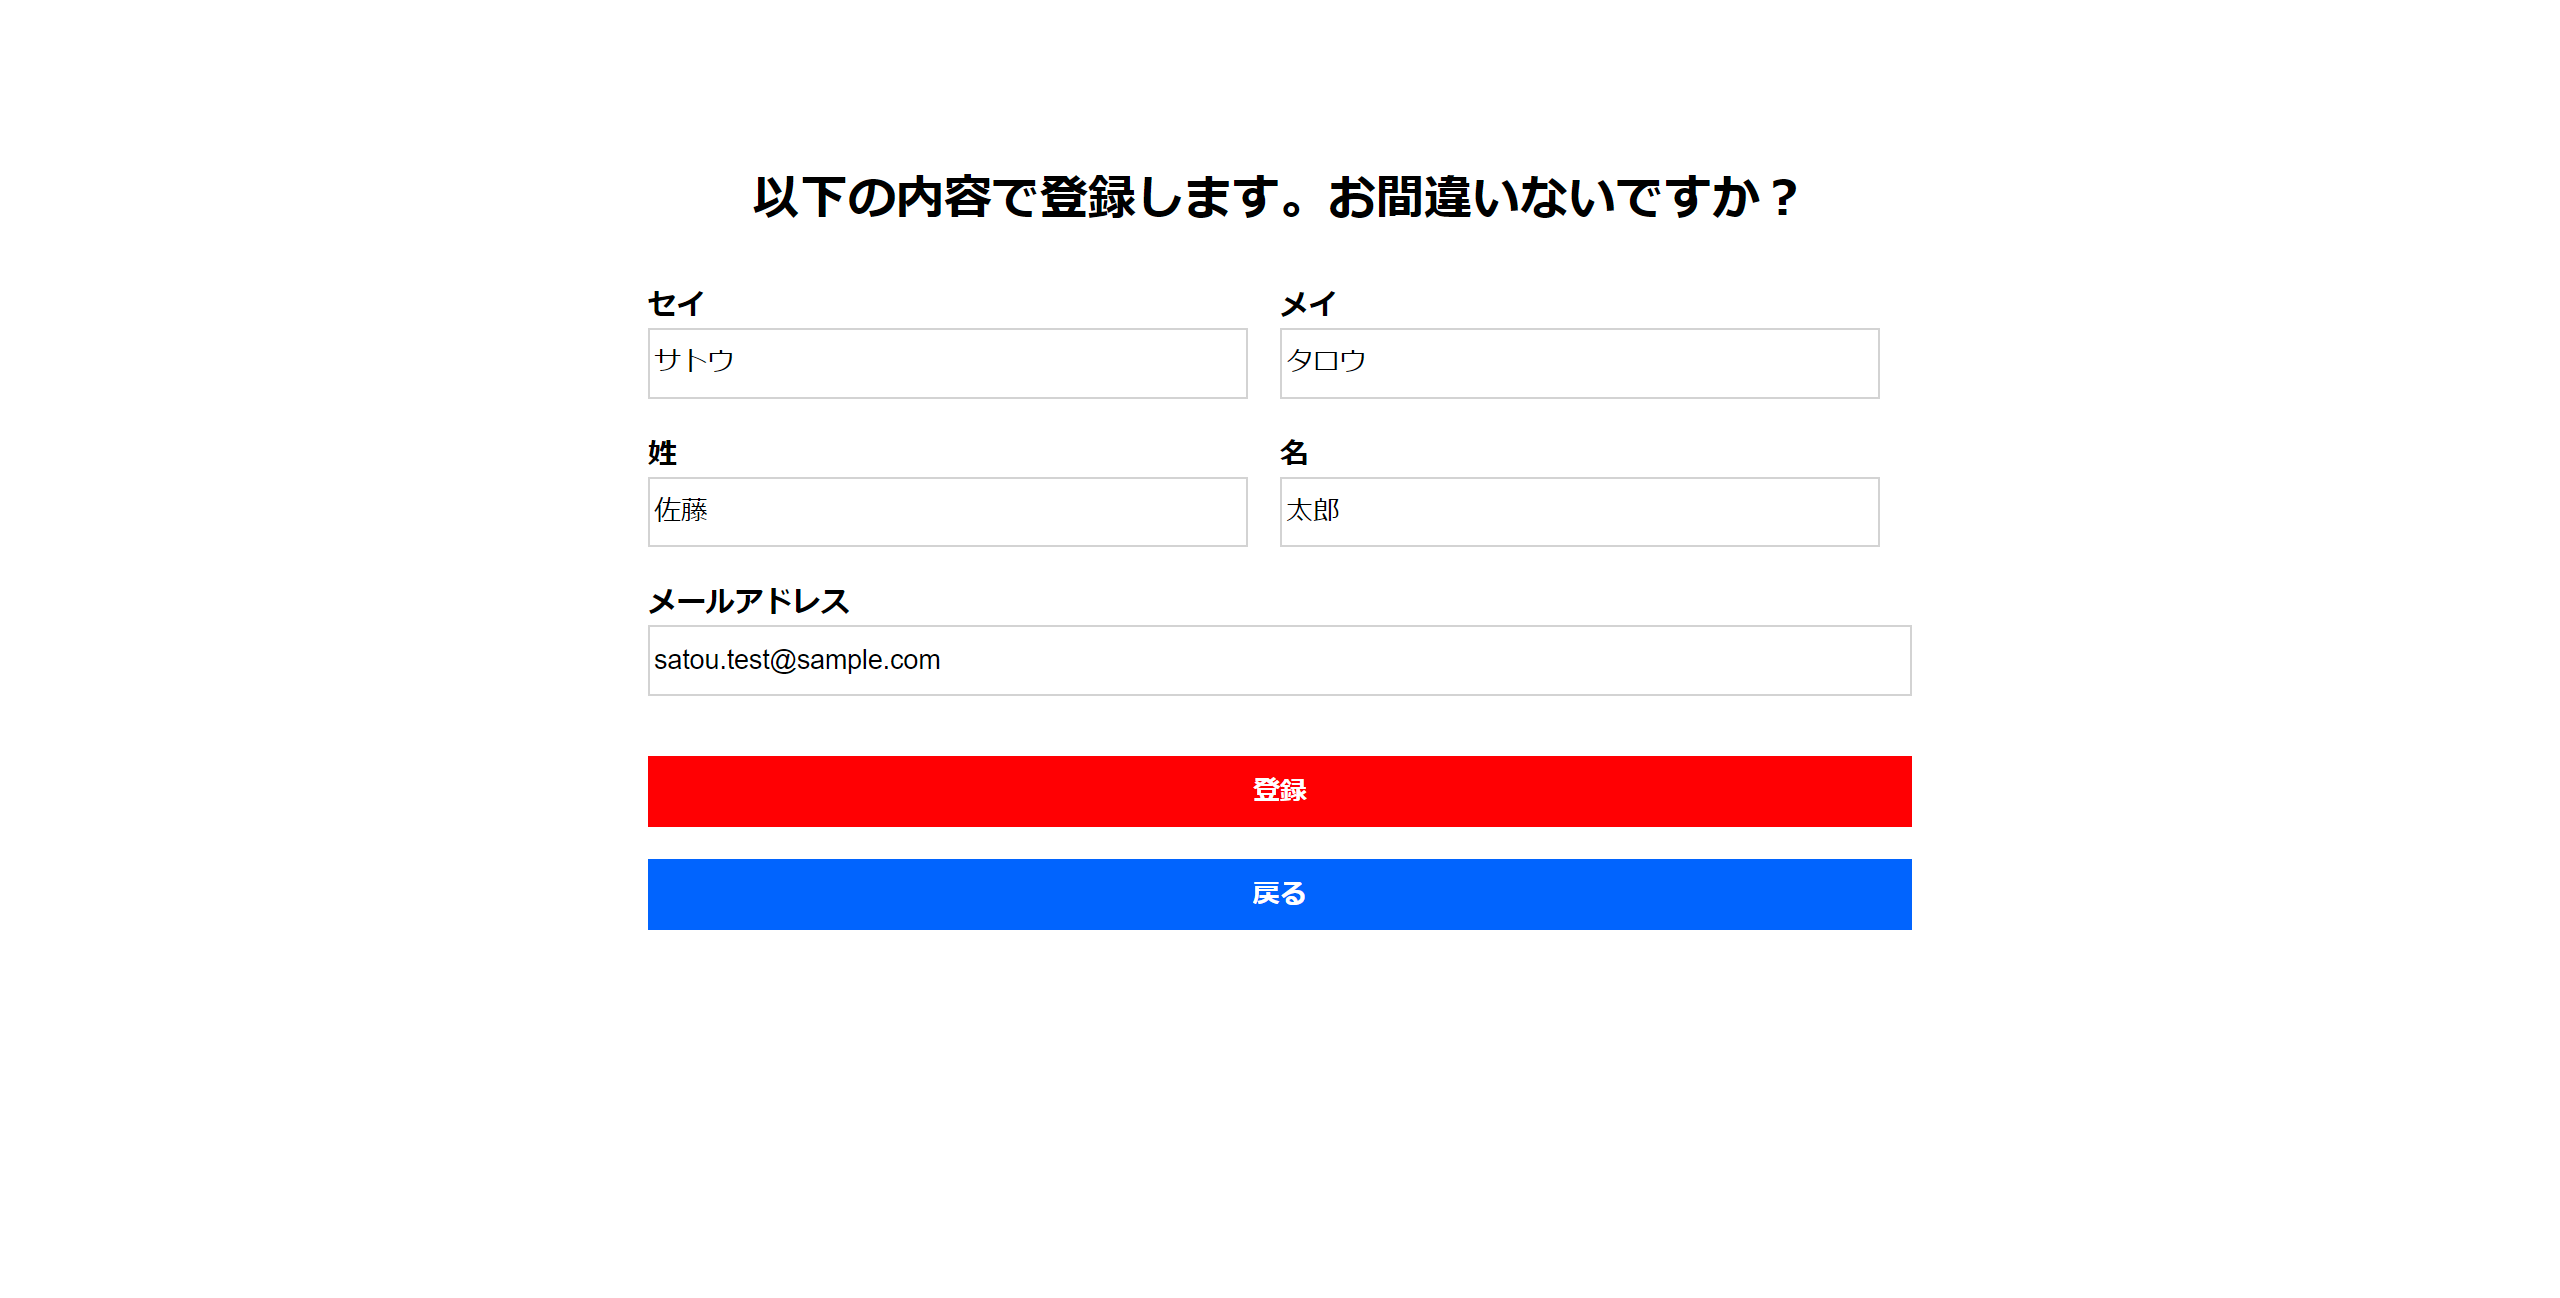 以下の内容で登録します。お間違いないですか？
セイ
メイ
サトウ
タロウ
姓
名
佐藤
太郎
メールアドレス
satou.test@sample.com
登録
戻る